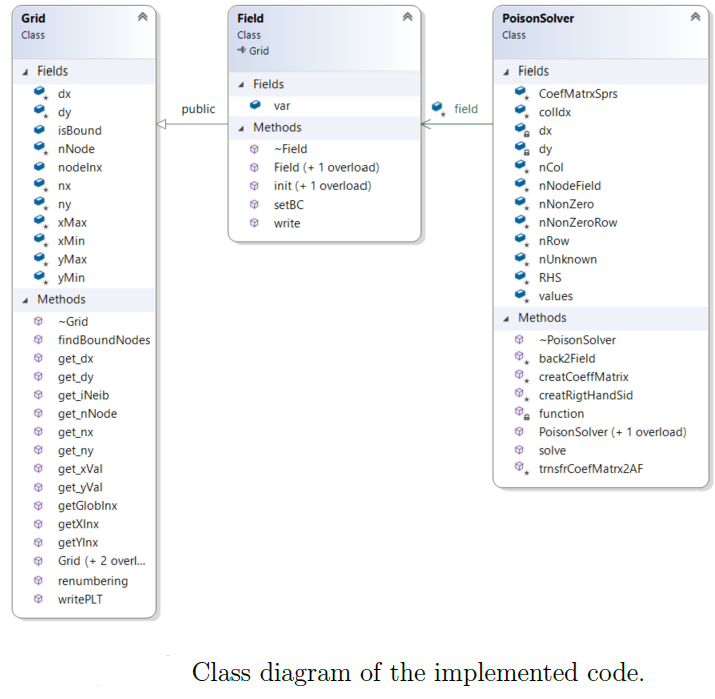 Grid
Class
Fields
dx
dy
isBound
nNode
nodeInx
nx
ny
xMax
xMin
yMax
yMin
Methods
~Grid
findBoundNodes
get_dx
get_dy
get_iNeib
get_nNode
get_nx
get_ny
get_xVal
get_yVal
getGlobInx
getXInx
getYInx
Grid (+ 2 overl...
renumbering
writePLT
public
Field
Class
Grid
Fields
var
Methods
~Field
Field (+ 1 overload)
init (+ 1 overload)
setBC
write
field
PoisonSolver
Class
Fields
CoefMatrxSprs
colIdx
dx
dy
nCol
nNodeField
nNonZero
nNonZeroRow
nRow
nUnknown
RHS
values
Methods
~PoisonSolver
back2Field
creatCoeffMatrix
creatRigtHandSid
function
PoisonSolver (+ 1 overload)
solve
trnsfrCoefMatrx2AF
Class diagram of the implemented code.